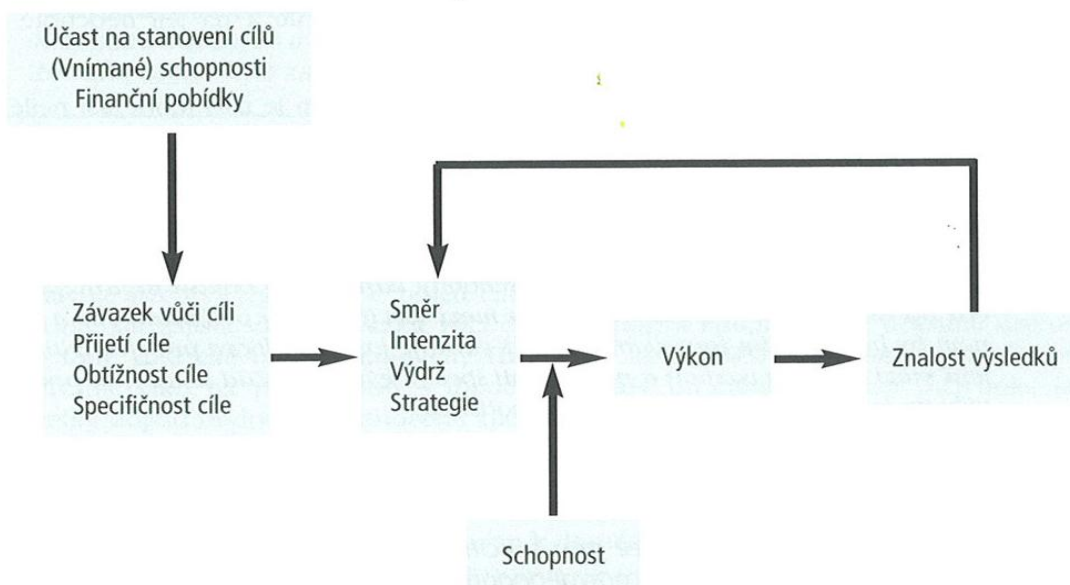 Účast na stanovení cílů
(Vnímané) schopnosti
Finanční pobídky
Závazek vůči cíli
Přijetí cíle
Obtížnost cíle
Specifičnost cíle
Směr
Intenzita
Výdrž
Strategie
Výkon
Znalost výsledků
Schopnost